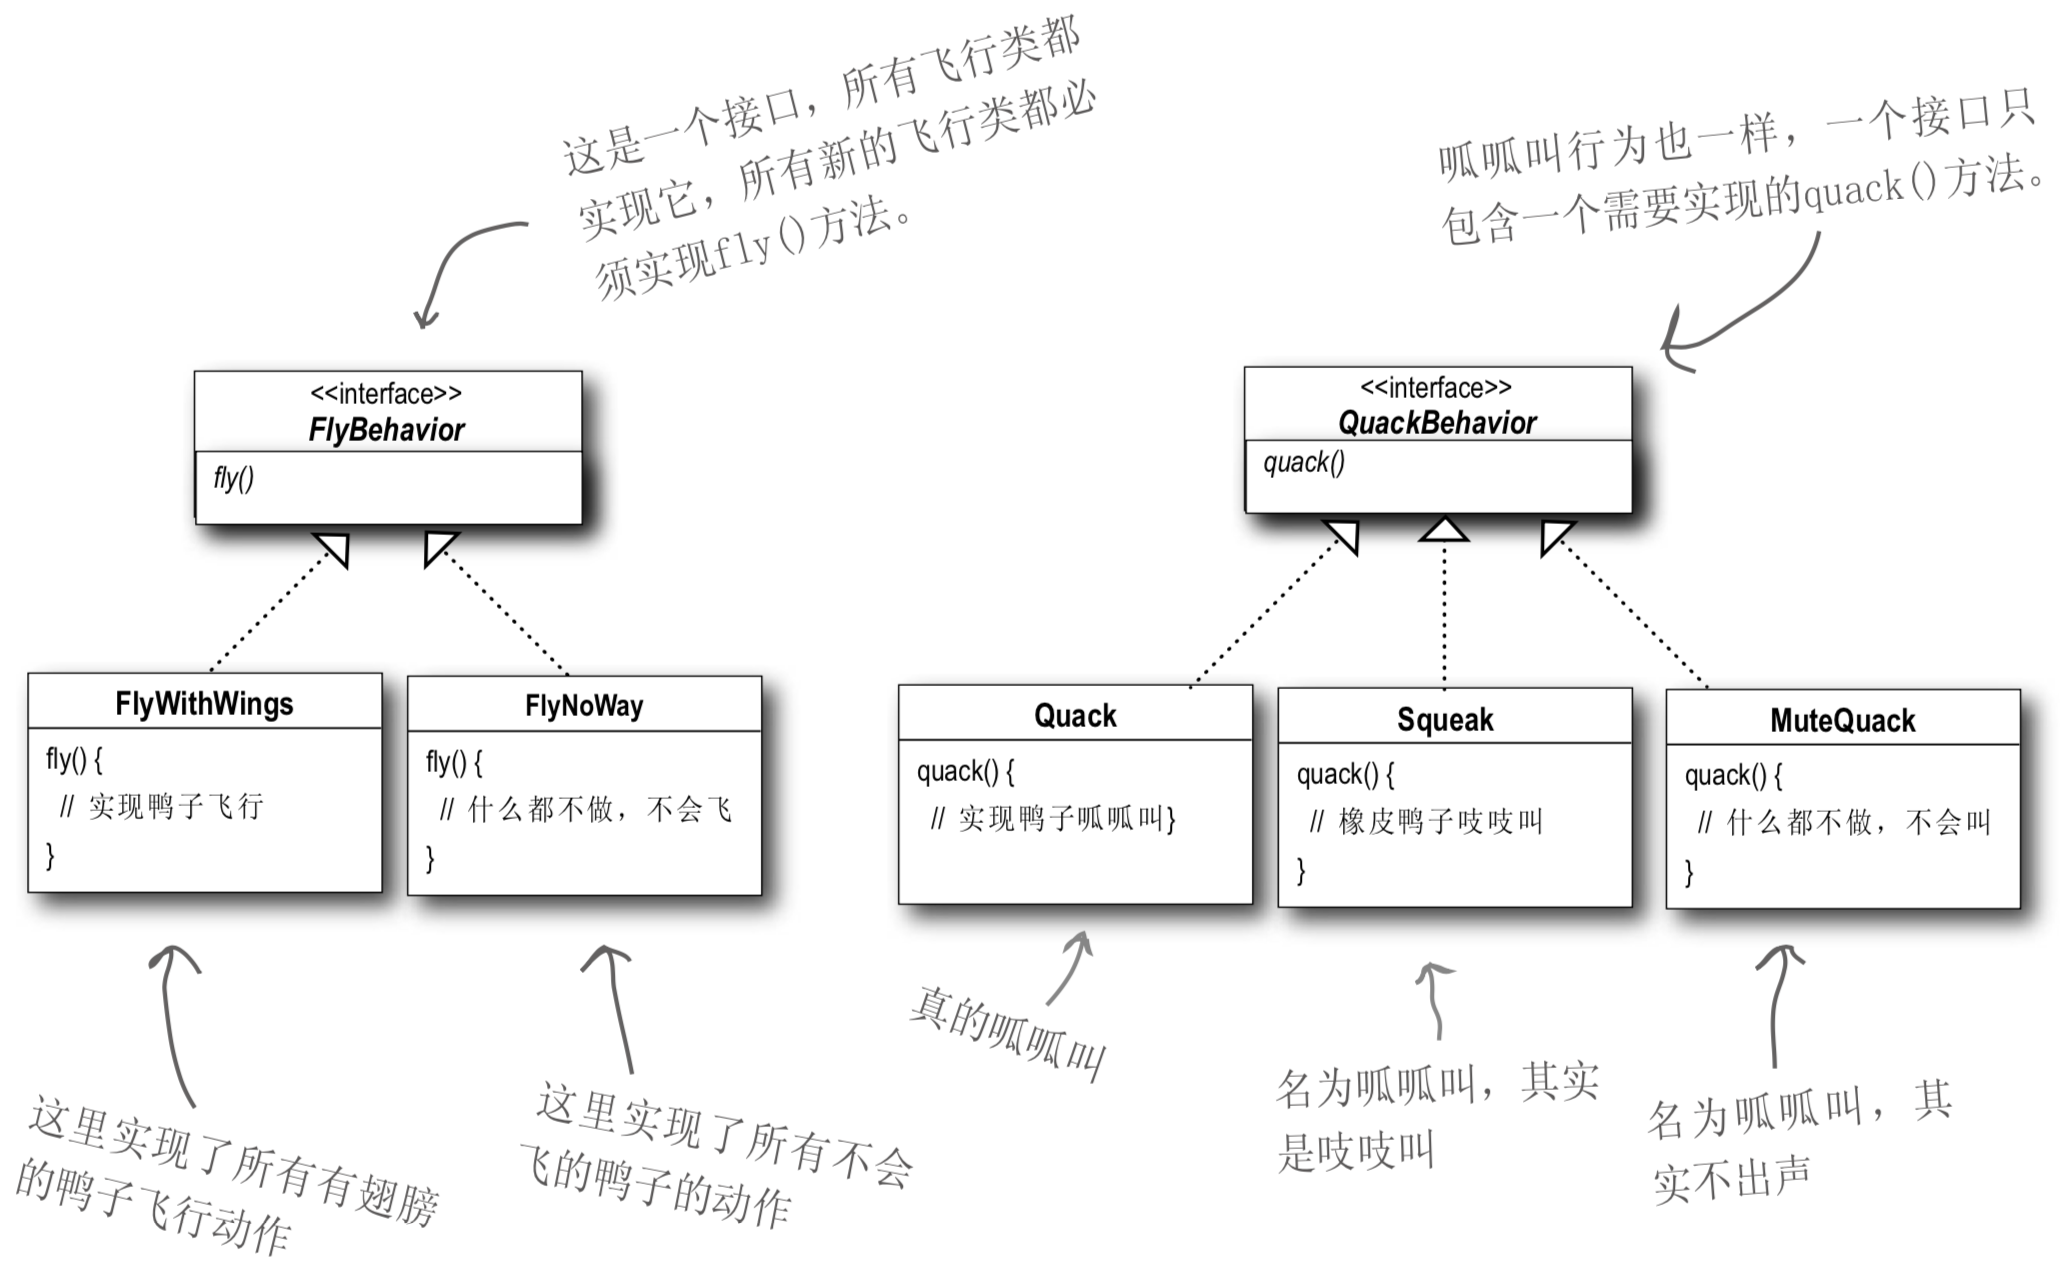 这是一个接口，所有飞行类都
实现它，所有新的飞行类都必
须实现fly()方法。
呱呱叫行为也一样，一个接口只
包含一个需要实现的quack()方法。
<<interface>>
FlyBehavior
fly()
<<interface>>
QuackBehavior
quack()
FlyWithWings
fly() {
// 实现鸭子飞行
}
FlyNoWay
fly() {
// 什么都不做，不会飞
}
Quack
quack() {
// 实现鸭子呱呱叫}
Squeak
quack() {
// 橡皮鸭子吱吱叫
}
MuteQuack
quack() {
// 什么都不做，不会叫
}
这里实现了所有有翅膀
的鸭子飞行动作
这里实现了所有不会
飞的鸭子的动作
真的呱呱叫
名为呱呱叫，其实
是吱吱叫
名为呱呱叫，其
实不出声